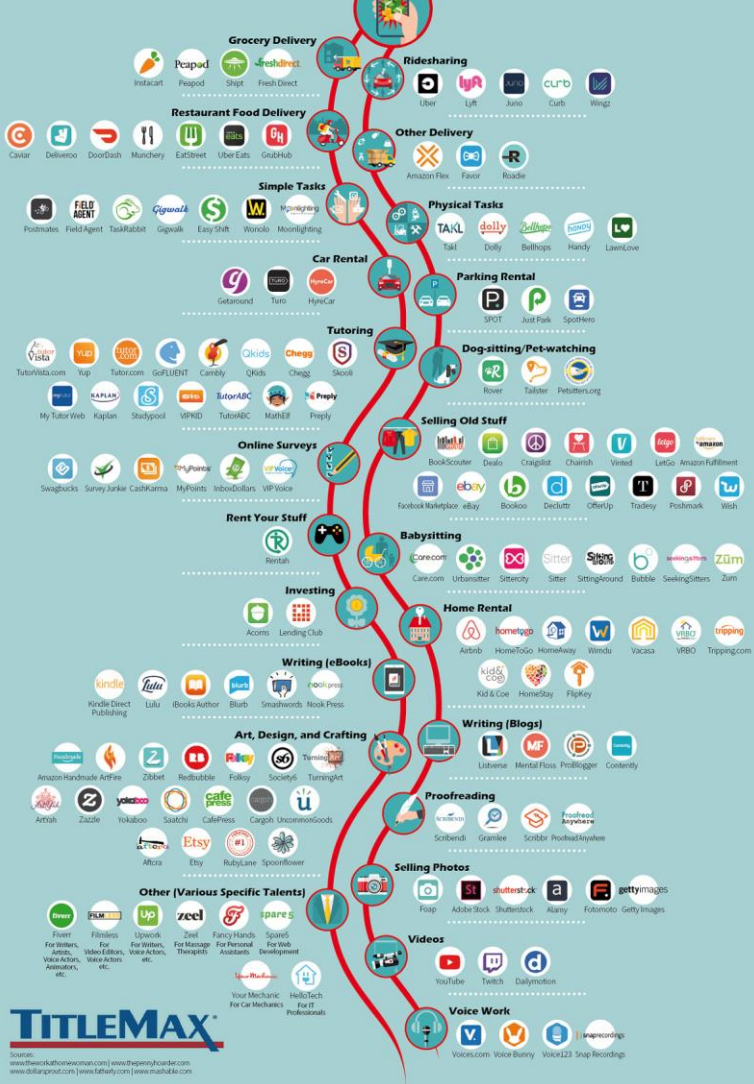 Grocery Delivery
Instacart Peapod Shipt Fresh Direct
Ridesharing
Uber Lyft Juno Curb Wingz
Restaurant Food Delivery
Caviar Deliveroo DoorDash Munchery EatStreet Uber Eats GrubHub
Other Delivery
Amazon Flex Favor Roadie
Simple Tasks
Postmates Field Agent TaskRabbit Gigwalk Easy Shift Wonolo Moonlighting
Physical Tasks
Takl Dolly Bellhops Handy LawnLove
Car Rental
Getaround Turo HyreCar
Parking Rental
SPOT Just Park SpotHero
Tutoring
TutorVista.com Yup Tutor.com GoFLUENT Cambly QKids Chegg Skooli
My Tutor Web Kaplan Studypool VIPKID TutorABC MathElf Preply
Dog-sitting/Pet-watching
Rover Tailster Petsitters.org
Online Surveys
Swagbucks Survey Junkie CashKarma MyPoints InboxDollars VIP Voice
Selling Old Stuff
BookScouter Dealo Craigslist Chairish Vinted LetGo Amazon Fulfillment
Facebook Marketplace eBay Bookoo Decluttr OfferUp Tradesy Poshmark Wish
Rent Your Stuff
Rentah
Babysitting
Care.com Urbansitter Sittercity Sitter SittingAround Bubble SeekingSitters Zum
Investing
Acorns Lending Club
Home Rental
Airbnb HomeToGo HomeAway Wimdu Vacasa VRBO Tripping.com
Kid & Coe HomeStay FlipKey
Writing (eBooks)
Kindle Direct Publishing Lulu iBooks Author Blurb Smashwords Nook Press
Writing (Blogs)
Listverse Mental Floss ProBlogger Contently
Art, Design, and Crafting
Amazon Handmade ArtFire Zibbet Redbubble Folksy Society6 TurningArt
ArtYah Zazzle Yokaboo Saatchi CafePress Cargoh UncommonGoods
Aftcra Etsy RubyLane Spoonflower
Proofreading
Scribendi Gramlee Scribbr ProofreadAnywhere
Selling Photos
Foap Adobe Stock Shutterstock Alamy Fotomoto Getty Images
Other (Various Specific Talents)
Fiverr For Writers, Artists, Voice Actors, Animators, etc.
Filmless For Video Editors, Voice Actors etc.
Upwork For Writers, Voice Actors, etc.
Zeel For Massage Therapists
Fancy Hands For Personal Assistants
Spare5 For Web Development
Your Mechanic For Car Mechanics
HelloTech For IT Professionals
Videos
YouTube Twitch Dailymotion
Voice Work
Voices.com Voice Bunny Voice123 Snap Recordings
TITLEMAX
Sources:
www.theworkathomewoman.com | www.thepennyhoarder.com
www.dollarsprout.com | www.fatherly.com | www.mashable.com